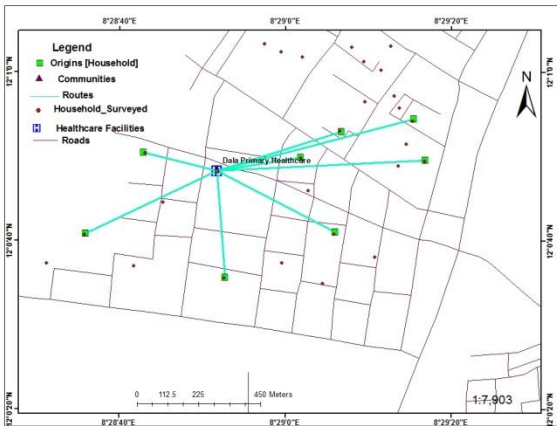 8°28'40"E
8°29'0"E
8°29'20"E
Legend
Origins [Household]
Communities
Routes
Household_Surveyed
H Healthcare Facilities
Roads
N
12°1'0"N
12°1'0"N
Dala Primary Healthcare
H
12°0'40"N
12°0'40"N
0 112.5 225 450 Meters
1:7,903
12°0'20"N
12°0'20"N
8°28'40"E
8°29'0"E
8°29'20"E